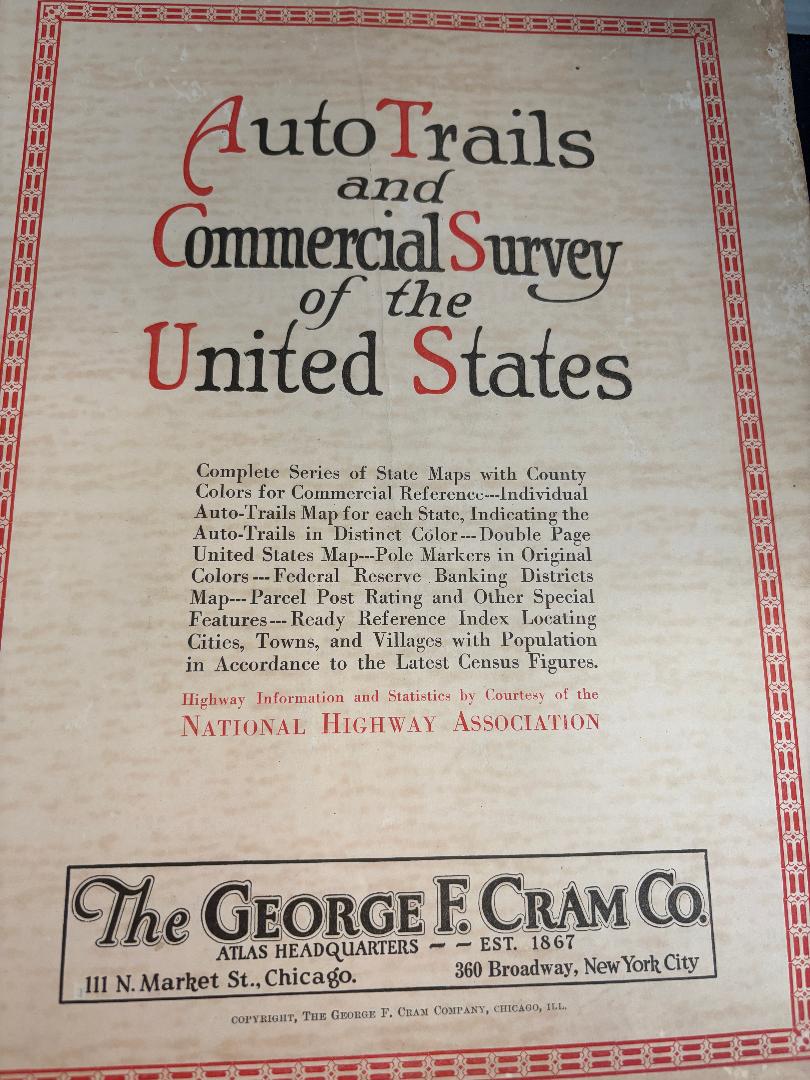 Auto Trails
and
Commercial Survey
of the
United States
Complete Series of State Maps with County
Colors for Commercial Reference---Individual
Auto-Trails Map for each State, Indicating the
Auto-Trails in Distinct Color---Double Page
United States Map---Pole Markers in Original
Colors---Federal Reserve Banking Districts
Map---Parcel Post Rating and Other Special
Features---Ready Reference Index Locating
Cities, Towns, and Villages with Population
in Accordance to the Latest Census Figures.
Highway Information and Statistics by Courtesy of the
NATIONAL HIGHWAY ASSOCIATION
The GEORGE F. CRAM CO.
ATLAS HEADQUARTERS - - EST. 1867
111 N. Market St., Chicago. 360 Broadway, New York City
COPYRIGHT, THE GEORGE F. CRAM COMPANY, CHICAGO, ILL.